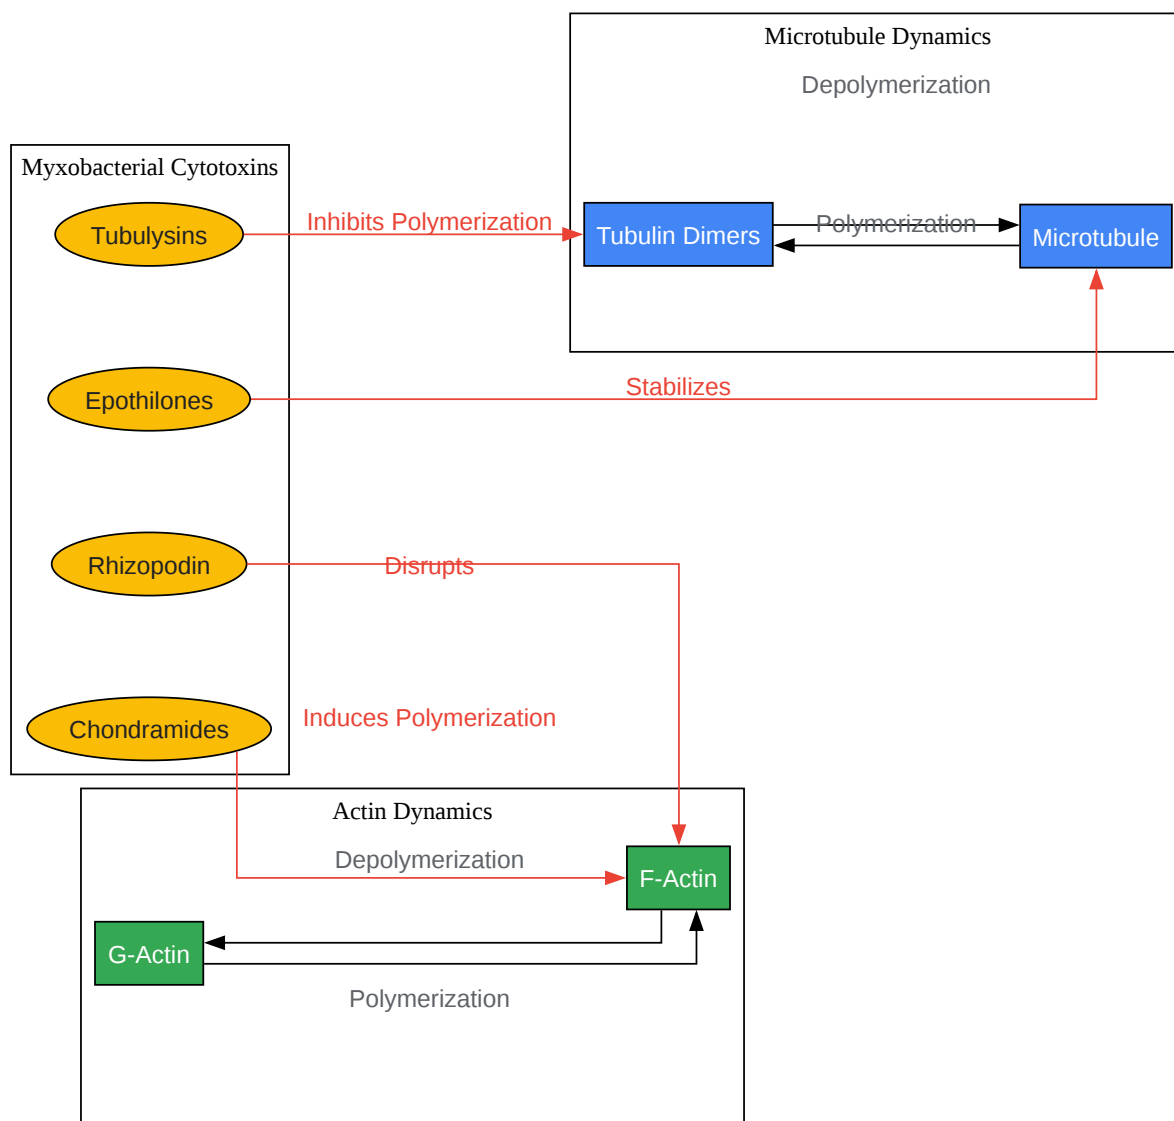 Microtubule Dynamics
Depolymerization
Myxobacterial Cytotoxins
Tubulysins
Inhibits Polymerization
Tubulin Dimers
Polymerization
Microtubule
Epothilones
Stabilizes
Rhizopodin
Disrupts
Chondramides
Induces Polymerization
Actin Dynamics
Depolymerization
F-Actin
G-Actin
Polymerization